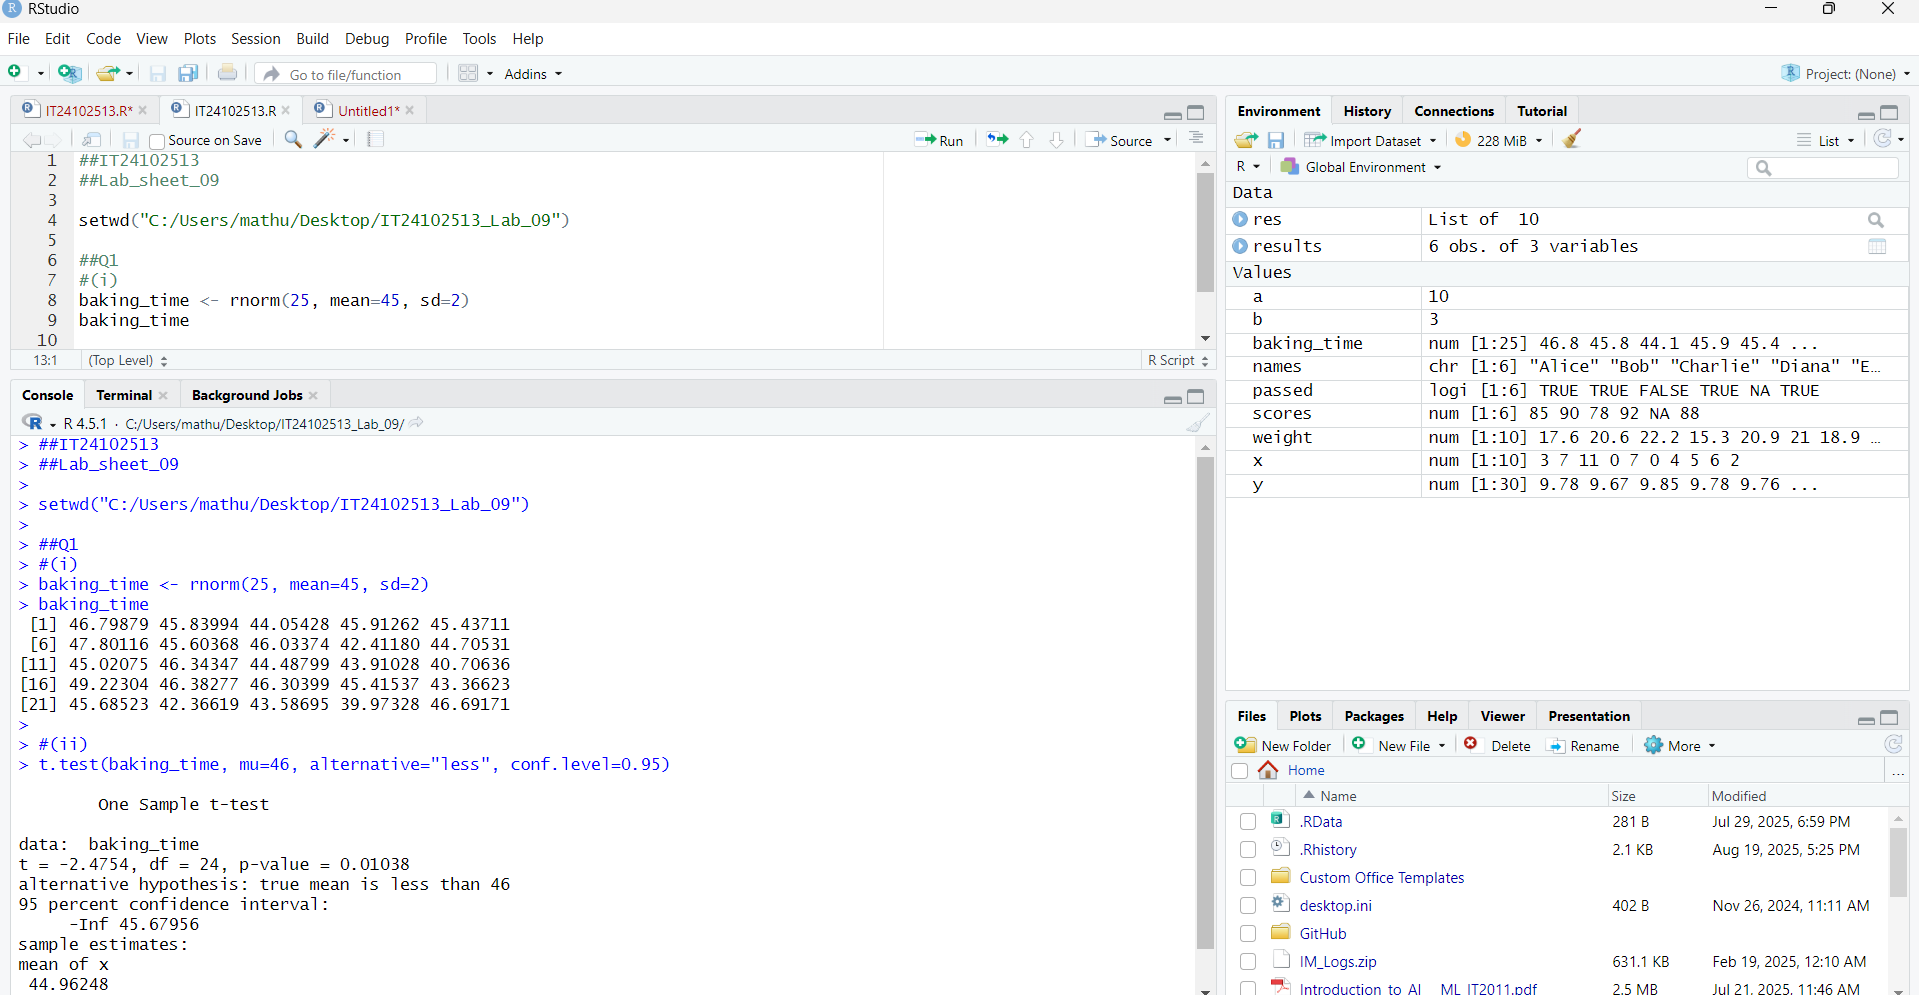 RStudio
File Edit Code View Plots Session Build Debug Profile Tools Help
Go to file/function Addins Project: (None)
IT24102513.R* IT24102513.R Untitled1*
Source on Save Run Source
1 ##IT24102513
2 ##Lab_sheet_09
3
4 setwd("C:/Users/mathu/Desktop/IT24102513_Lab_09")
5
6 ##Q1
7 #(i)
8 baking_time <- rnorm(25, mean=45, sd=2)
9 baking_time
10
13:1 (Top Level) R Script
Console Terminal Background Jobs
R 4.5.1 · C:/Users/mathu/Desktop/IT24102513_Lab_09/
> ##IT24102513
> ##Lab_sheet_09
>
> setwd("C:/Users/mathu/Desktop/IT24102513_Lab_09")
>
> ##Q1
> #(i)
> baking_time <- rnorm(25, mean=45, sd=2)
> baking_time
[1] 46.79879 45.83994 44.05428 45.91262 45.43711
[6] 47.80116 45.60368 46.03374 42.41180 44.70531
[11] 45.02075 46.34347 44.48799 43.91028 40.70636
[16] 49.22304 46.38277 46.30399 45.41537 43.36623
[21] 45.68523 42.36619 43.58695 39.97328 46.69171
>
> #(ii)
> t.test(baking_time, mu=46, alternative="less", conf.level=0.95)
One Sample t-test
data: baking_time
t = -2.4754, df = 24, p-value = 0.01038
alternative hypothesis: true mean is less than 46
95 percent confidence interval:
-Inf 45.67956
sample estimates:
mean of x
44.96248
Environment History Connections Tutorial
Import Dataset 228 MiB List
R Global Environment
Data
res List of 10
results 6 obs. of 3 variables
Values
a 10
b 3
baking_time num [1:25] 46.8 45.8 44.1 45.9 45.4 ...
names chr [1:6] "Alice" "Bob" "Charlie" "Diana" "E...
passed logi [1:6] TRUE TRUE FALSE TRUE NA TRUE
scores num [1:6] 85 90 78 92 NA 88
weight num [1:10] 17.6 20.6 22.2 15.3 20.9 21 18.9 …
x num [1:10] 3 7 11 0 7 0 4 5 6 2
y num [1:30] 9.78 9.67 9.85 9.78 9.76 ...
Files Plots Packages Help Viewer Presentation
New Folder New File Delete Rename More
Home ...
Name Size Modified
.RData 281 B Jul 29, 2025, 6:59 PM
.Rhistory 2.1 KB Aug 19, 2025, 5:25 PM
Custom Office Templates
desktop.ini 402 B Nov 26, 2024, 11:11 AM
GitHub
IM_Logs.zip 631.1 KB Feb 19, 2025, 12:10 AM
Introduction to AI ML IT2011.pdf 2.5 MB Jul 21, 2025, 11:46 AM